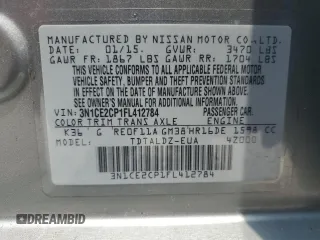 MANUFACTURED BY NISSAN MOTOR CO., LTD.
DATE: 01/15. GVWR: 3470 LBS
GAWR FR: 1867 LBS GAWR RR: 1704 LBS
THIS VEHICLE CONFORMS TO ALL APPLICABLE FEDERAL MOTOR
VEHICLE SAFETY, BUMPER, AND THEFT PREVENTION STANDARDS
IN EFFECT ON THE DATE OF MANUFACTURE SHOWN ABOVE.
SEE OWNER'S MANUAL FOR ADDITIONAL INFORMATION
PASSENGER CAR
VIN: 3N1CE2CP1FL412784
COLOR TRIM TRANS AXLE ENGINE
K36 G RE0F11A GM38 HR16DE 1598 CC
MODEL: TDTALDZ-EUA 4Z000
3N1CE2CP1FL412784
© DRIVEBIDRIDE